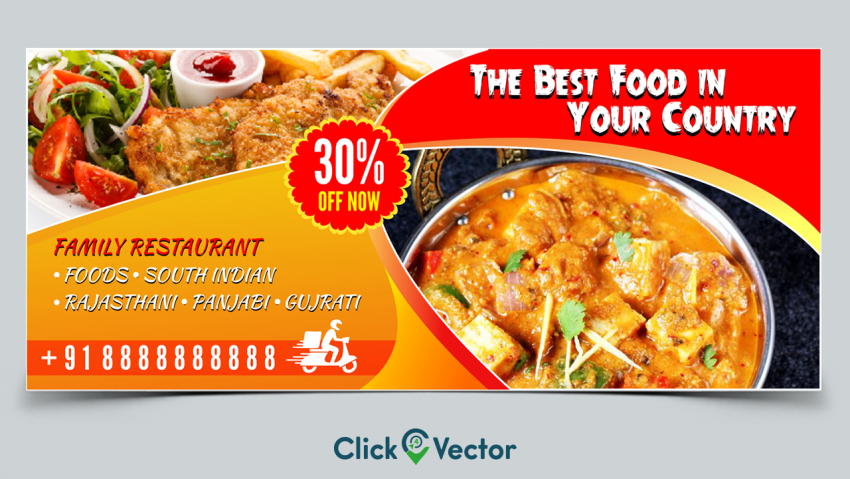 The Best Food in
Your Country
30%
OFF NOW
FAMILY RESTAURANT
• FOODS • SOUTH INDIAN
• RAJASTHANI • PANJABI • GUJRATI
+91 8888888888
Click Vector